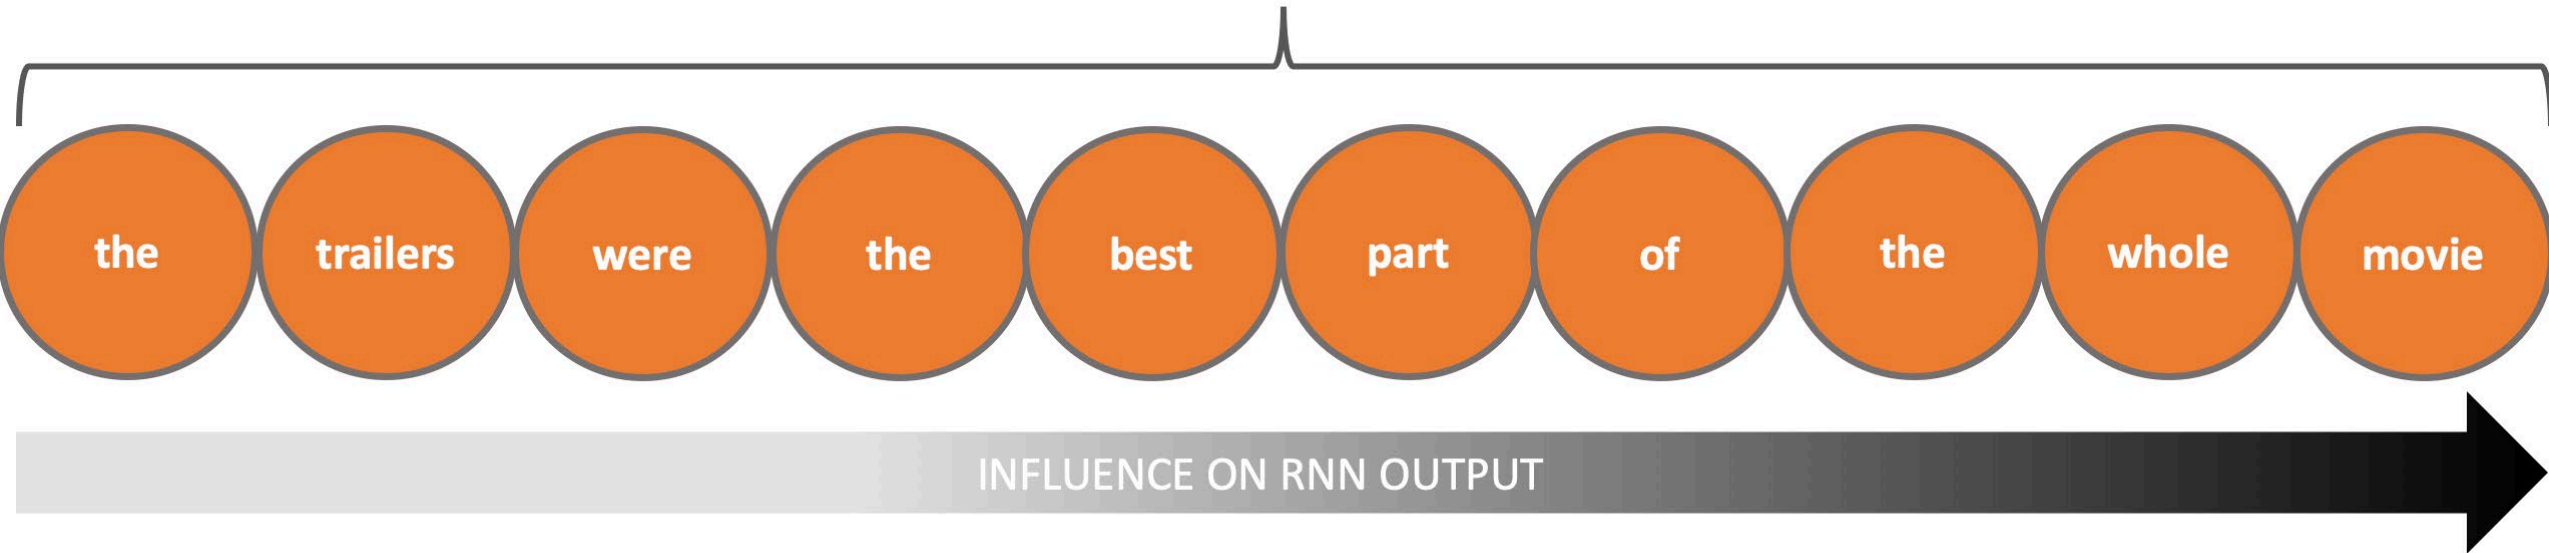 the trailers were the best part of the whole movie
INFLUENCE ON RNN OUTPUT